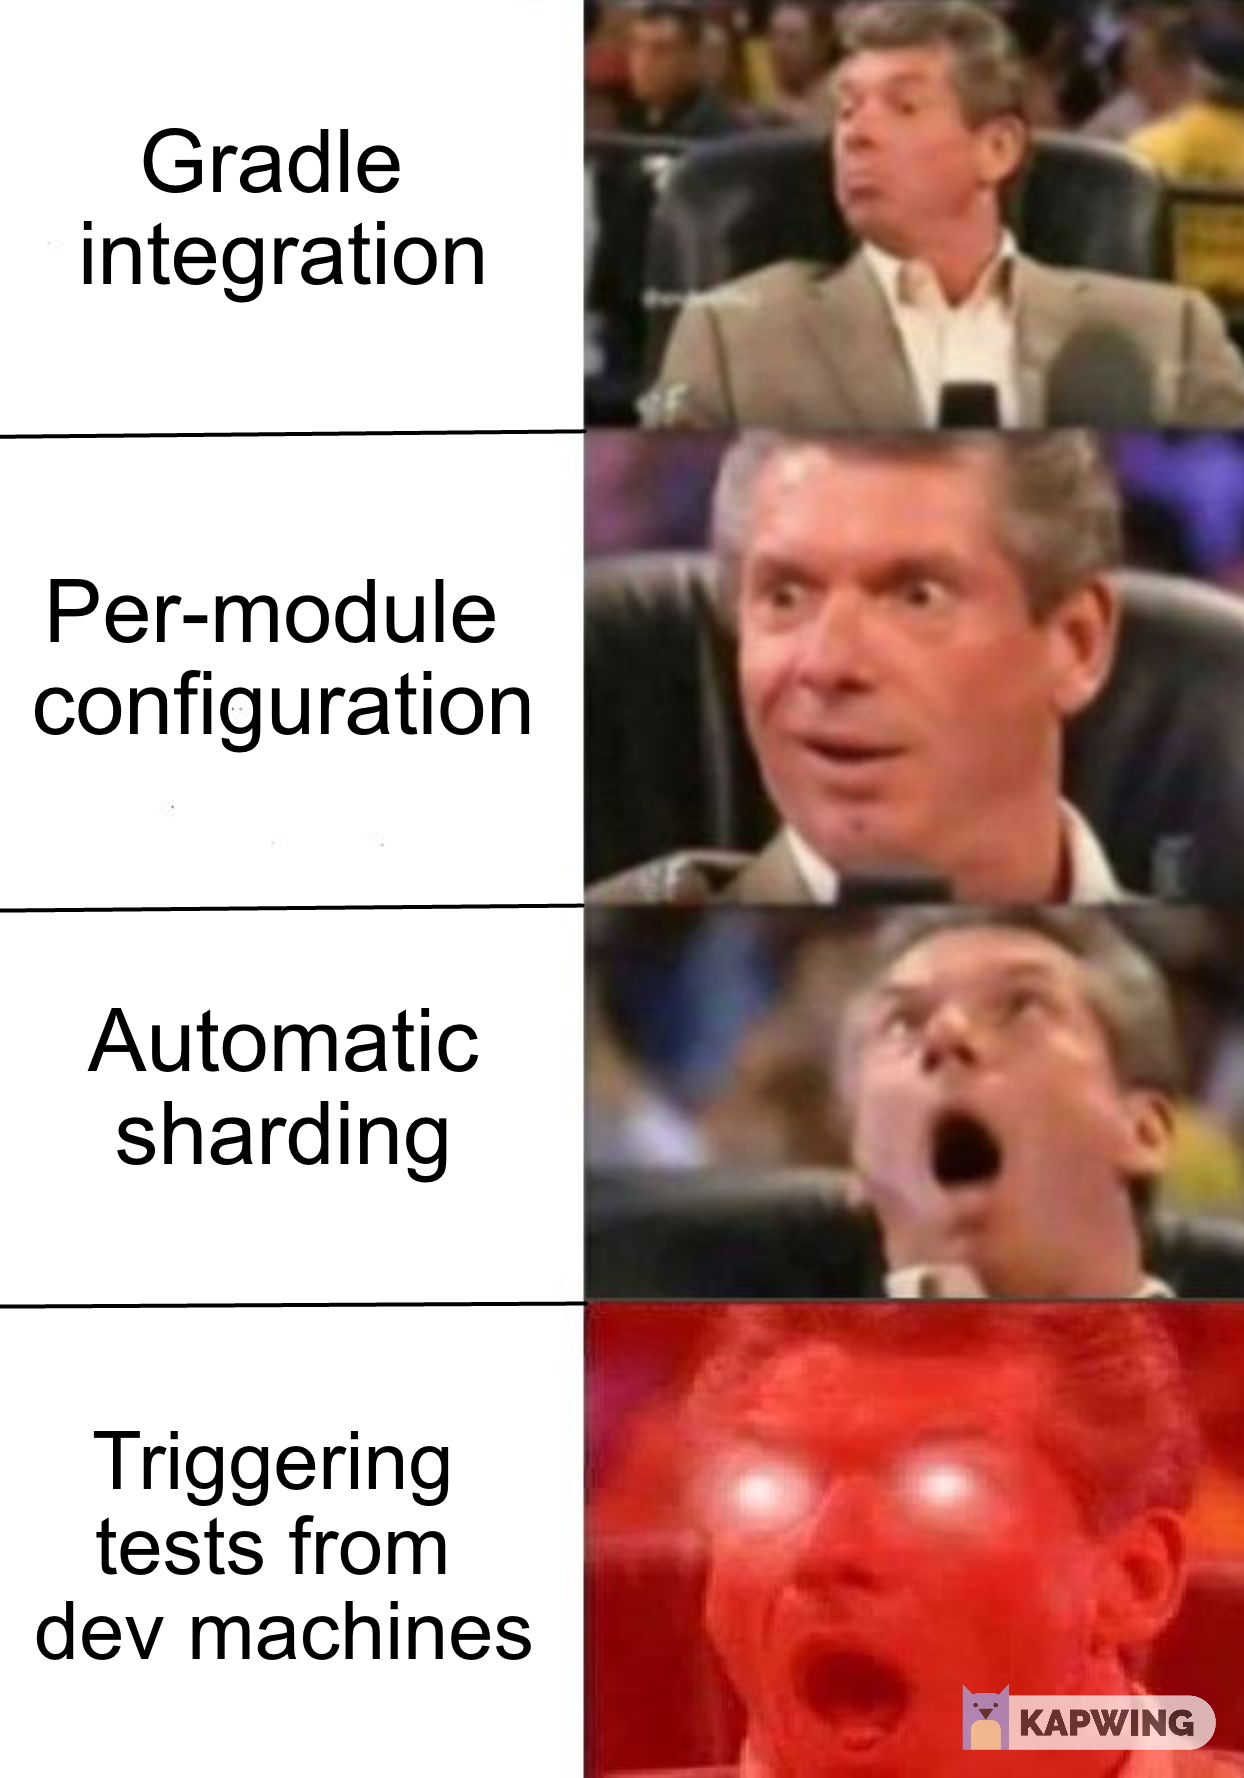 Gradle
integration
Per-module
configuration
Automatic
sharding
Triggering
tests from
dev machines
KAPWING